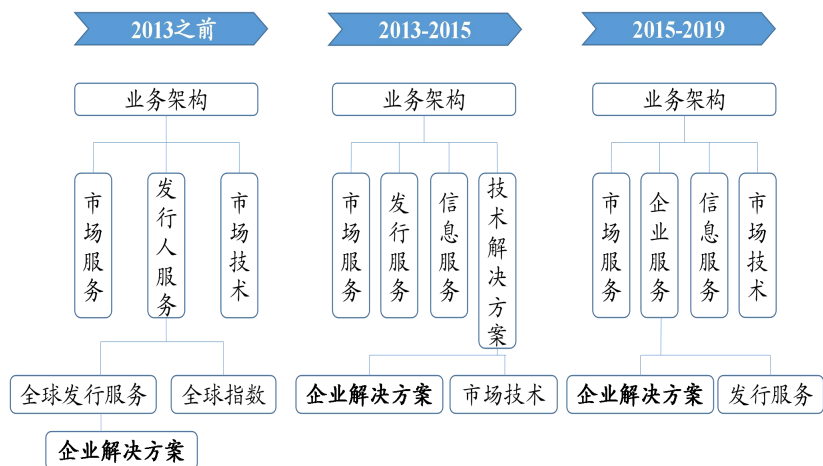 2013之前
2013-2015
2015-2019
业务架构
业务架构
业务架构
市场服务
发行人服务
市场技术
市场服务
发行服务
信息服务
技术解决方案
市场服务
企业服务
信息服务
市场技术
全球发行服务
全球指数
企业解决方案
市场技术
企业解决方案
发行服务
企业解决方案